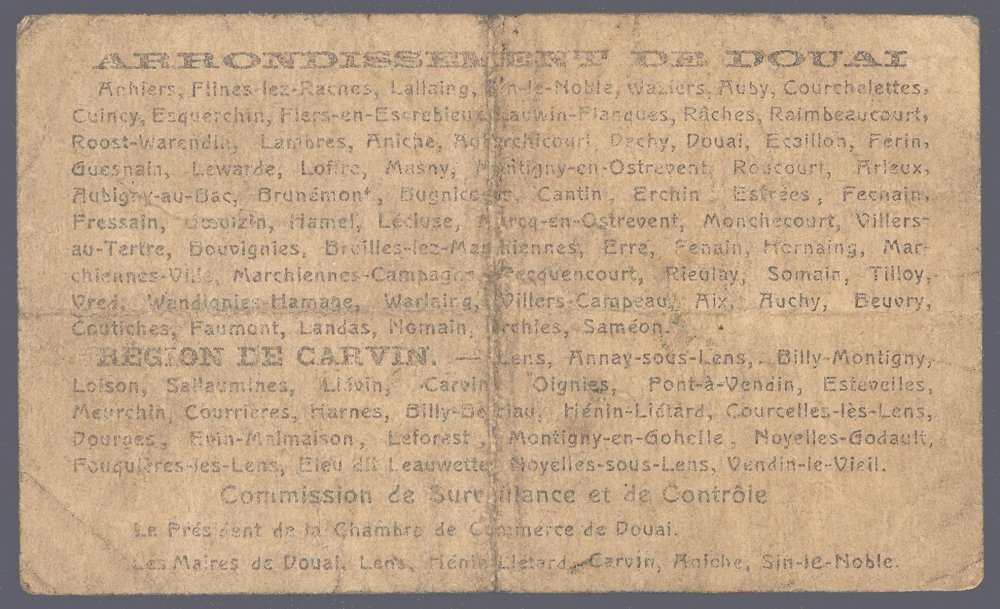 ARRONDISSEMENT DE DOUAI
Anhiers, Flines-lez-Raches, Lallaing, Sin-le-Noble, Waziers, Auby, Courchelettes,
Cuincy, Esquerchin, Flers-en-Escrebieux, Lauwin-Planques, Râches, Raimbeaucourt,
Roost-Warendin, Lambres, Aniche, Auberchicourt, Dechy, Douai, Ecaillon, Férin,
Guesnain, Lewarde, Loffre, Masny, Montigny-en-Ostrevent, Roucourt, Arleux,
Aubigny-au-Bac, Brunémont, Bugnicourt, Cantin, Erchin, Estrées, Fechain,
Fressain, Gœulzin, Hamel, Lécluse, Marcq-en-Ostrevent, Monchecourt, Villers-
au-Tertre, Bouvignies, Bruilles-lez-Marchiennes, Erre, Fenain, Hornaing, Mar-
chiennes-Ville, Marchiennes-Campagne, Pecquencourt, Rieulay, Somain, Tilloy,
Vred, Wandignies-Hamage, Warlaing, Villers-Campeau, Aix, Auchy, Beuvry,
Coutiches, Faumont, Landas, Nomain, Orchies, Saméon.
RÉGION DE CARVIN. — Lens, Annay-sous-Lens, Billy-Montigny,
Loison, Sallaumines, Liévin, Carvin, Oignies, Pont-à-Vendin, Estevelles,
Meurchin, Courrières, Harnes, Billy-Berclau, Hénin-Liétard, Courcelles-lès-Lens,
Dourges, Evin-Malmaison, Leforest, Montigny-en-Gohelle, Noyelles-Godault,
Fouquières-les-Lens, Eleu dit Leauwette, Noyelles-sous-Lens, Vendin-le-Vieil.
Commission de Surveillance et de Contrôle
Le Président de la Chambre de Commerce de Douai.
Les Maires de Douai, Lens, Hénin-Liétard, Carvin, Aniche, Sin-le-Noble.